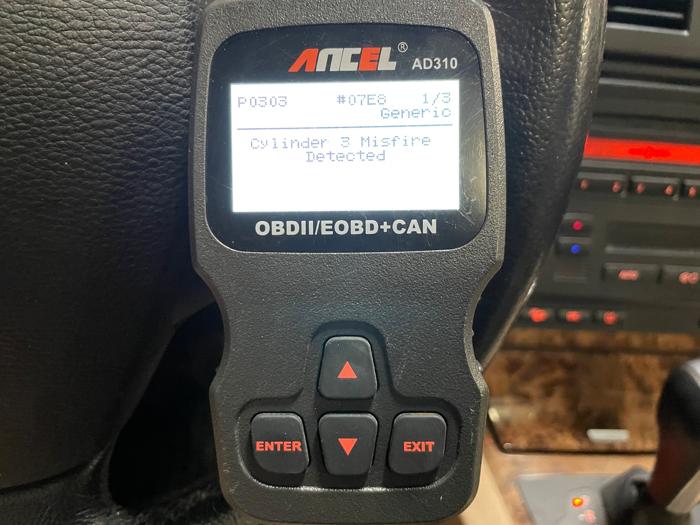 ANCEL®
AD310
P0303 #07E8 1/3
Generic
Cylinder 3 Misfire
Detected
OBDII/EOBD+CAN
ENTER
EXIT